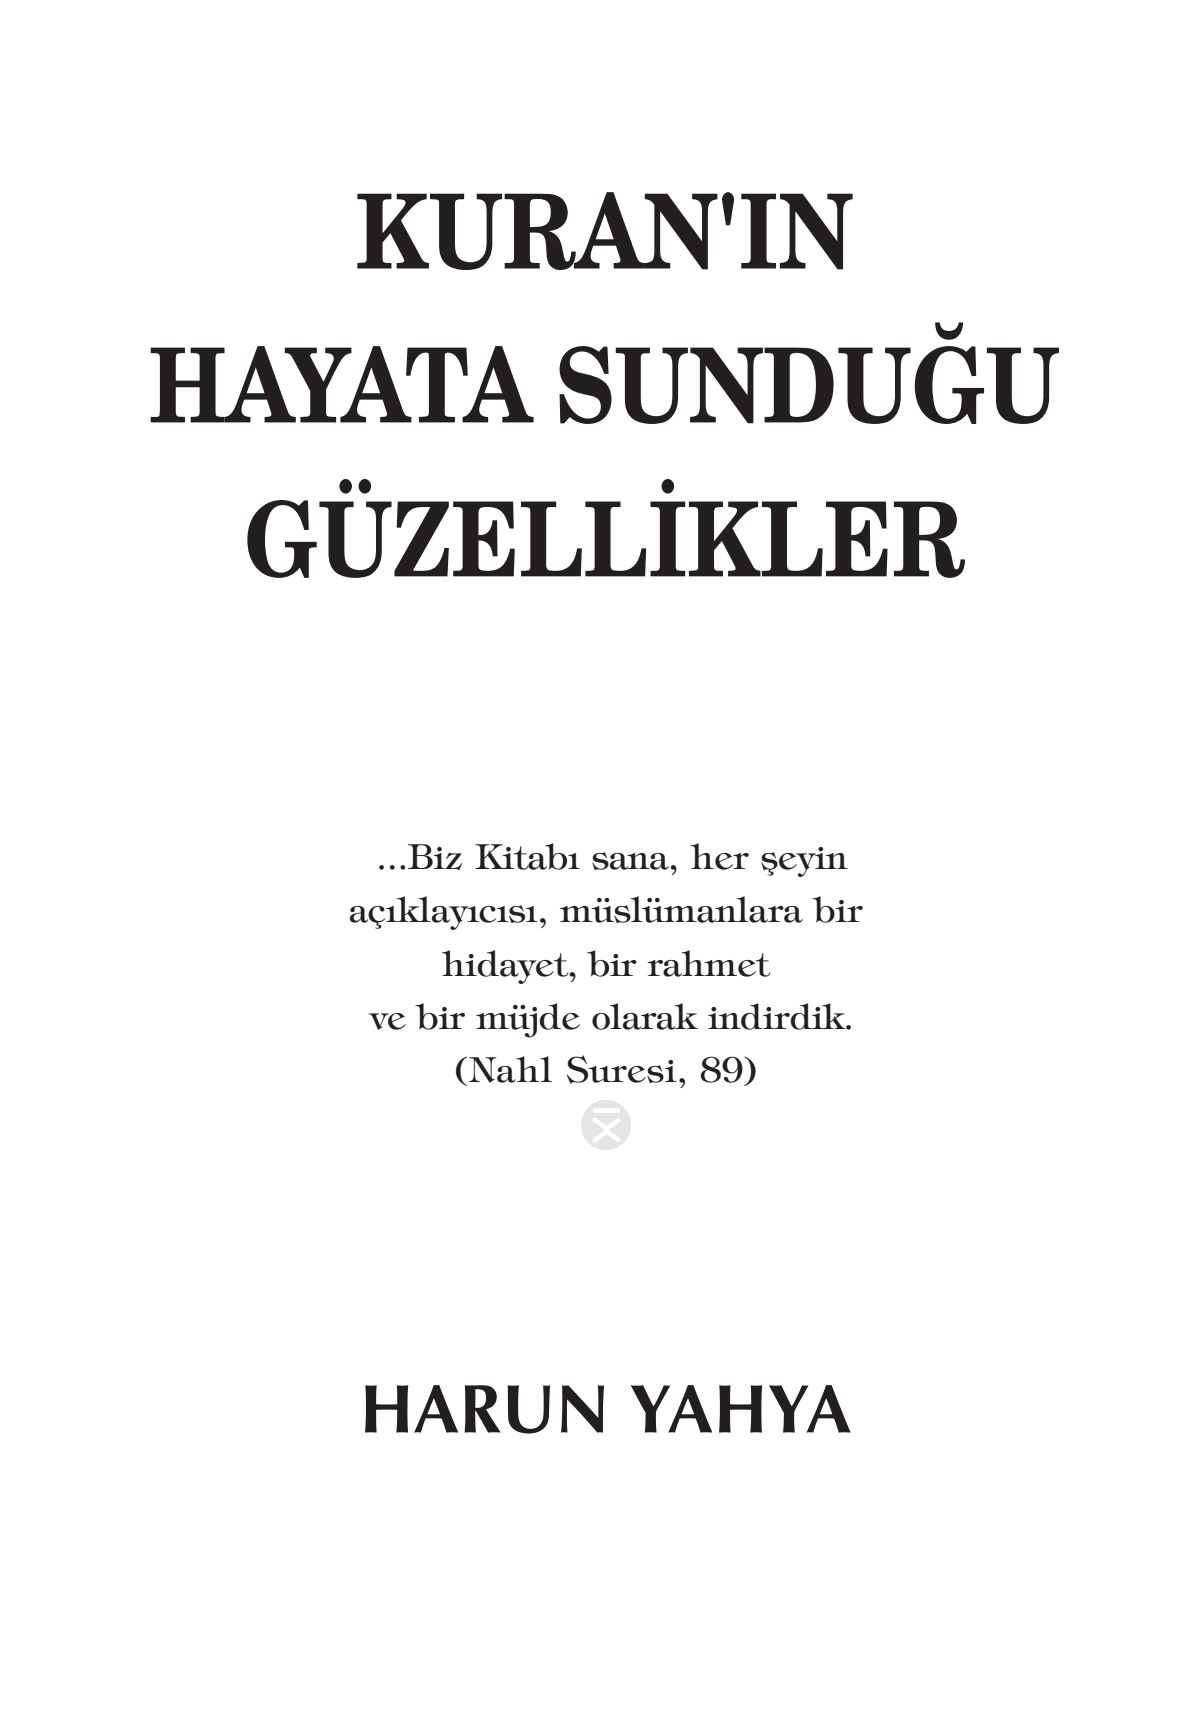 KURAN'IN
HAYATA SUNDUĞU
GÜZELLİKLER
...Biz Kitabı sana, her şeyin
açıklayıcısı, müslümanlara bir
hidayet, bir rahmet
ve bir müjde olarak indirdik.
(Nahl Suresi, 89)
HARUN YAHYA